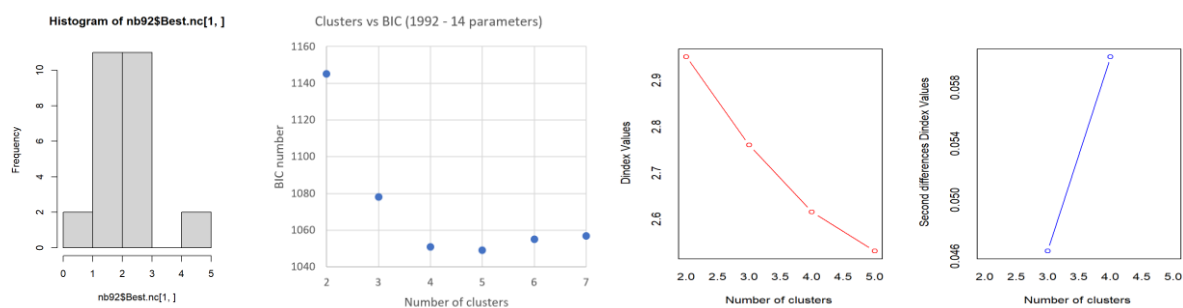 Histogram of nb92$Best.nc[1, ]
Frequency
0 2 4 6 8 10
0 1 2 3 4 5
nb92$Best.nc[1, ]
Clusters vs BIC (1992 - 14 parameters)
BIC number
1160
1140
1120
1100
1080
1060
1040
2 3 4 5 6 7
Number of clusters
Dindex Values
2.6 2.7 2.8 2.9
2.0 2.5 3.0 3.5 4.0 4.5 5.0
Number of clusters
Second differences Dindex Values
0.046 0.050 0.054 0.058
2.0 2.5 3.0 3.5 4.0 4.5 5.0
Number of clusters